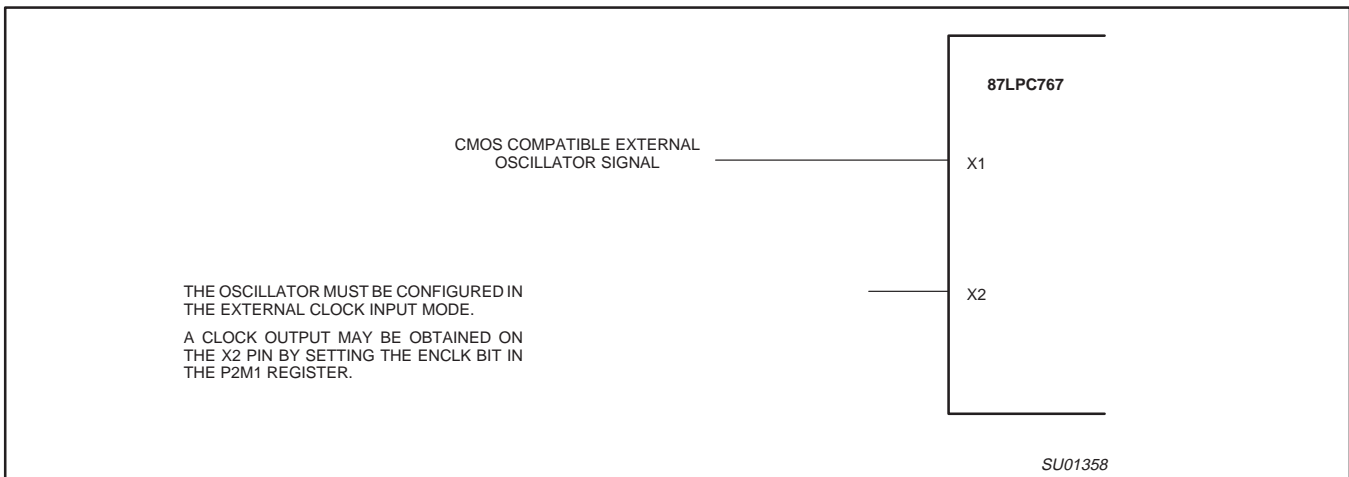 87LPC767
CMOS COMPATIBLE EXTERNAL
OSCILLATOR SIGNAL
X1
THE OSCILLATOR MUST BE CONFIGURED IN
THE EXTERNAL CLOCK INPUT MODE.
X2
A CLOCK OUTPUT MAY BE OBTAINED ON
THE X2 PIN BY SETTING THE ENCLK BIT IN
THE P2M1 REGISTER.
SU01358